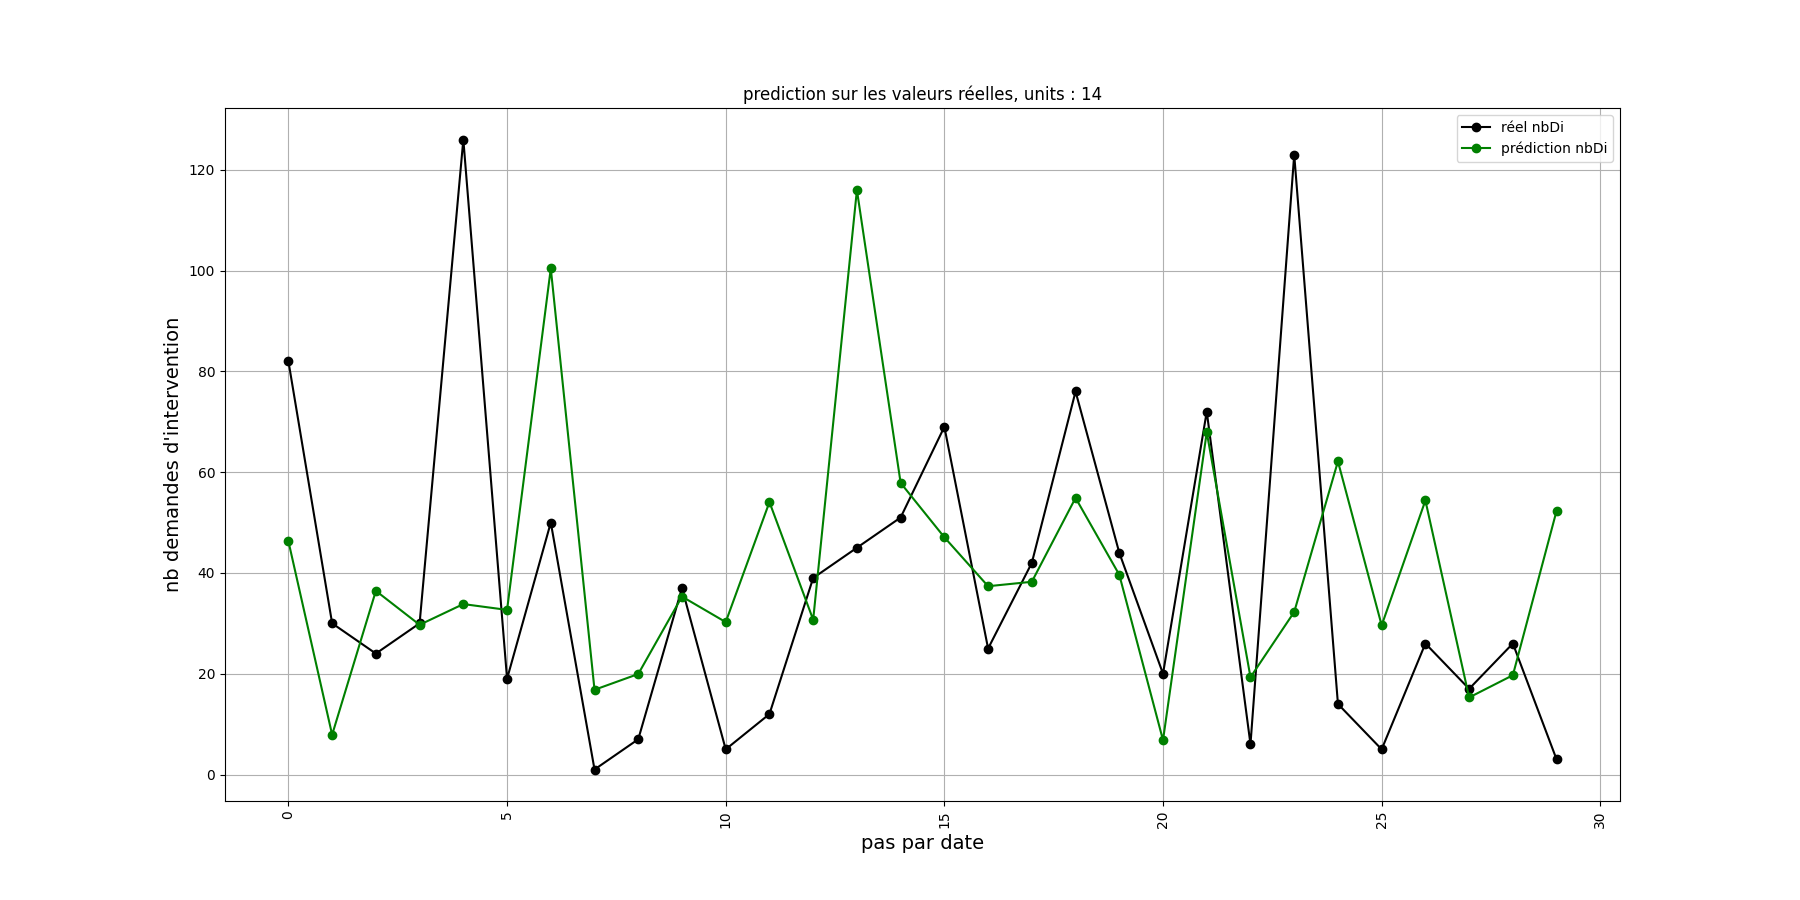 prediction sur les valeurs réelles, units : 14
réel nbDi
prédiction nbDi
nb demandes d'intervention
120
100
80
60
40
20
0
0
5
10
15
20
25
30
pas par date